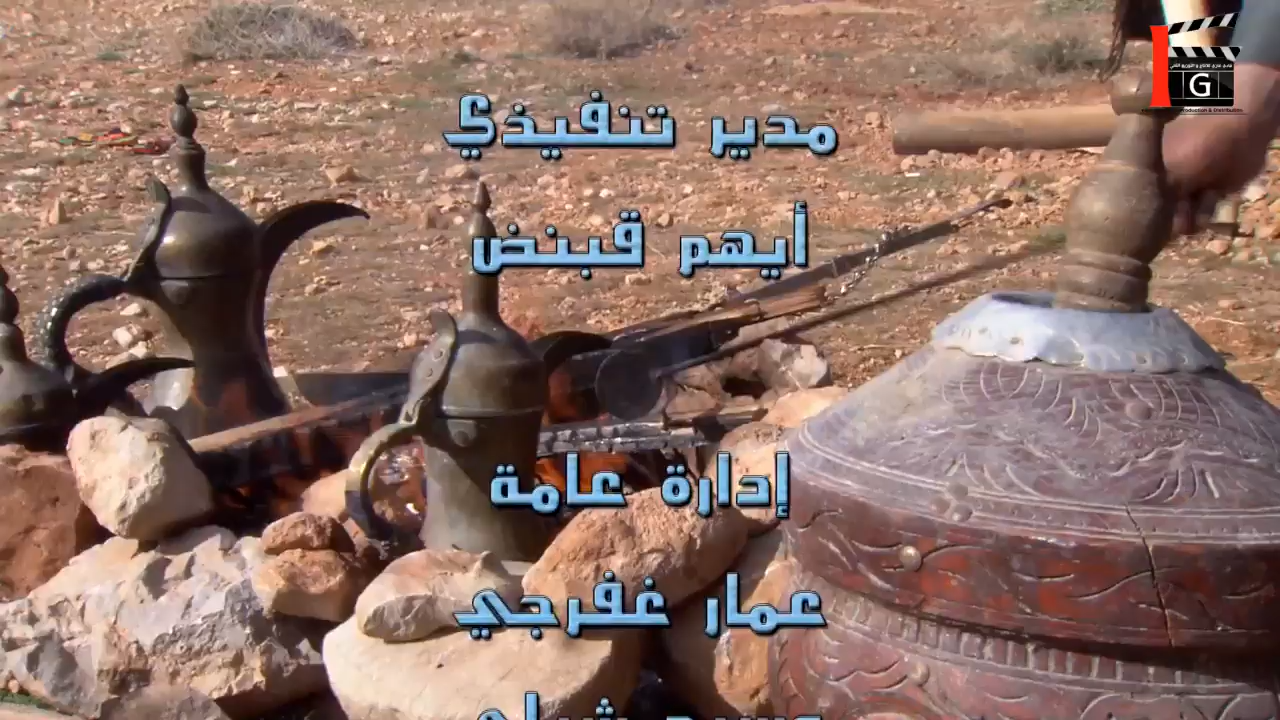 مدير تنفيذي
أيهم قبنض
إدارة عامة
عمار غفرجي
G